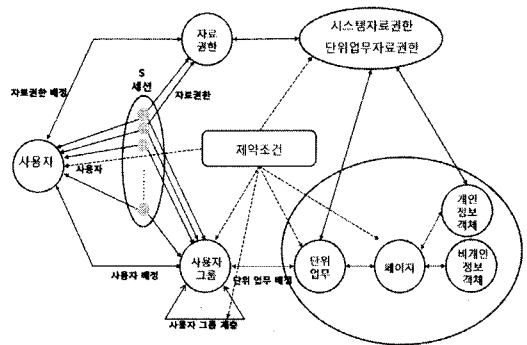 자료
권한
시스템자료권한
단위업무자료권한
S
세션
자료권한 배정
자료권한
제약조건
사용자
사용자
개인
정보
객체
사용자
그룹
단위
업무
페이지
비개인
정보
객체
사용자 배정
단위 업무 배정
사용자 그룹 계층